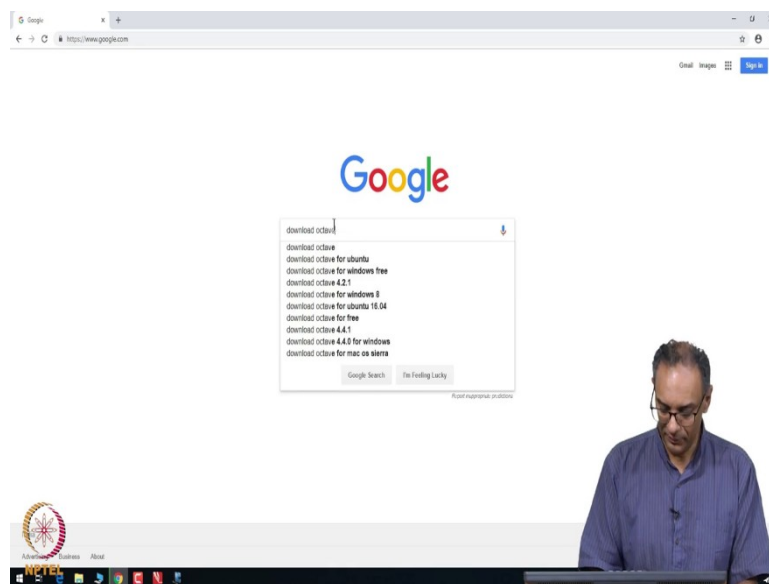 Google
https://www.google.com
Gmail Images Sign in
Google
download octave
download octave
download octave for ubuntu
download octave for windows free
download octave 4.2.1
download octave for windows 8
download octave for ubuntu 16.04
download octave for free
download octave 4.4.1
download octave 4.4.0 for windows
download octave for mac os sierra
Google Search I'm Feeling Lucky
Report inappropriate predictions
Advertising Business About
NPTEL